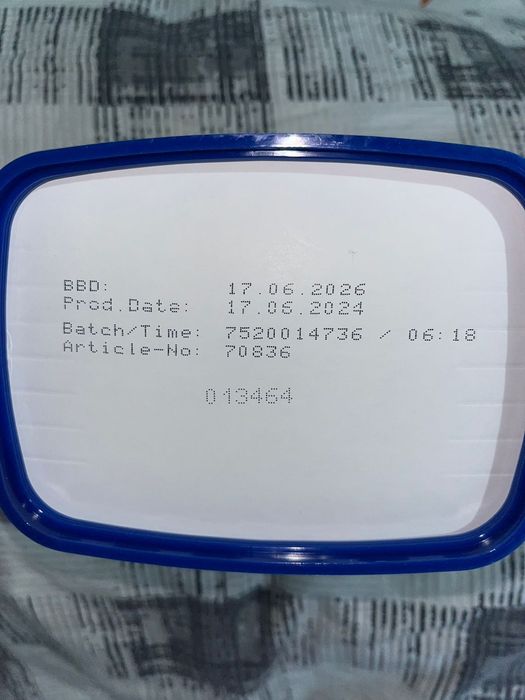 BBD: 17.06.2026
Prod.Date: 17.06.2024
Batch/Time: 7520014736 / 06:18
Article-No: 70836
013464